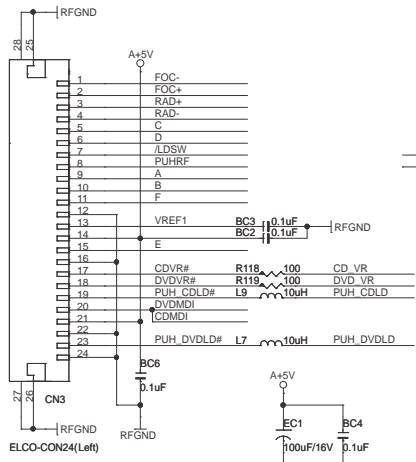 RFGND
28
25
A+5V
1 FOC-
2 FOC+
3 RAD+
4 RAD-
5 C
6 D
7 /LDSW
8 PUHRF
9 A
10 B
11 F
12
13 VREF1 BC3 0.1uF RFGND
14 BC2 0.1uF
15 E
16
17 CDVR# R118 100 CD_VR
18 DVDVR# R119 100 DVD_VR
19 PUH_CDLD# L9 10uH PUH_CDLD
20 DVDMDI
21 CDMDI
22
23 PUH_DVDLD# L7 10uH PUH_DVDLD
24
BC6
0.1uF
A+5V
27
26
CN3
RFGND
RFGND
EC1
100uF/16V
BC4
0.1uF
ELCO-CON24(Left)